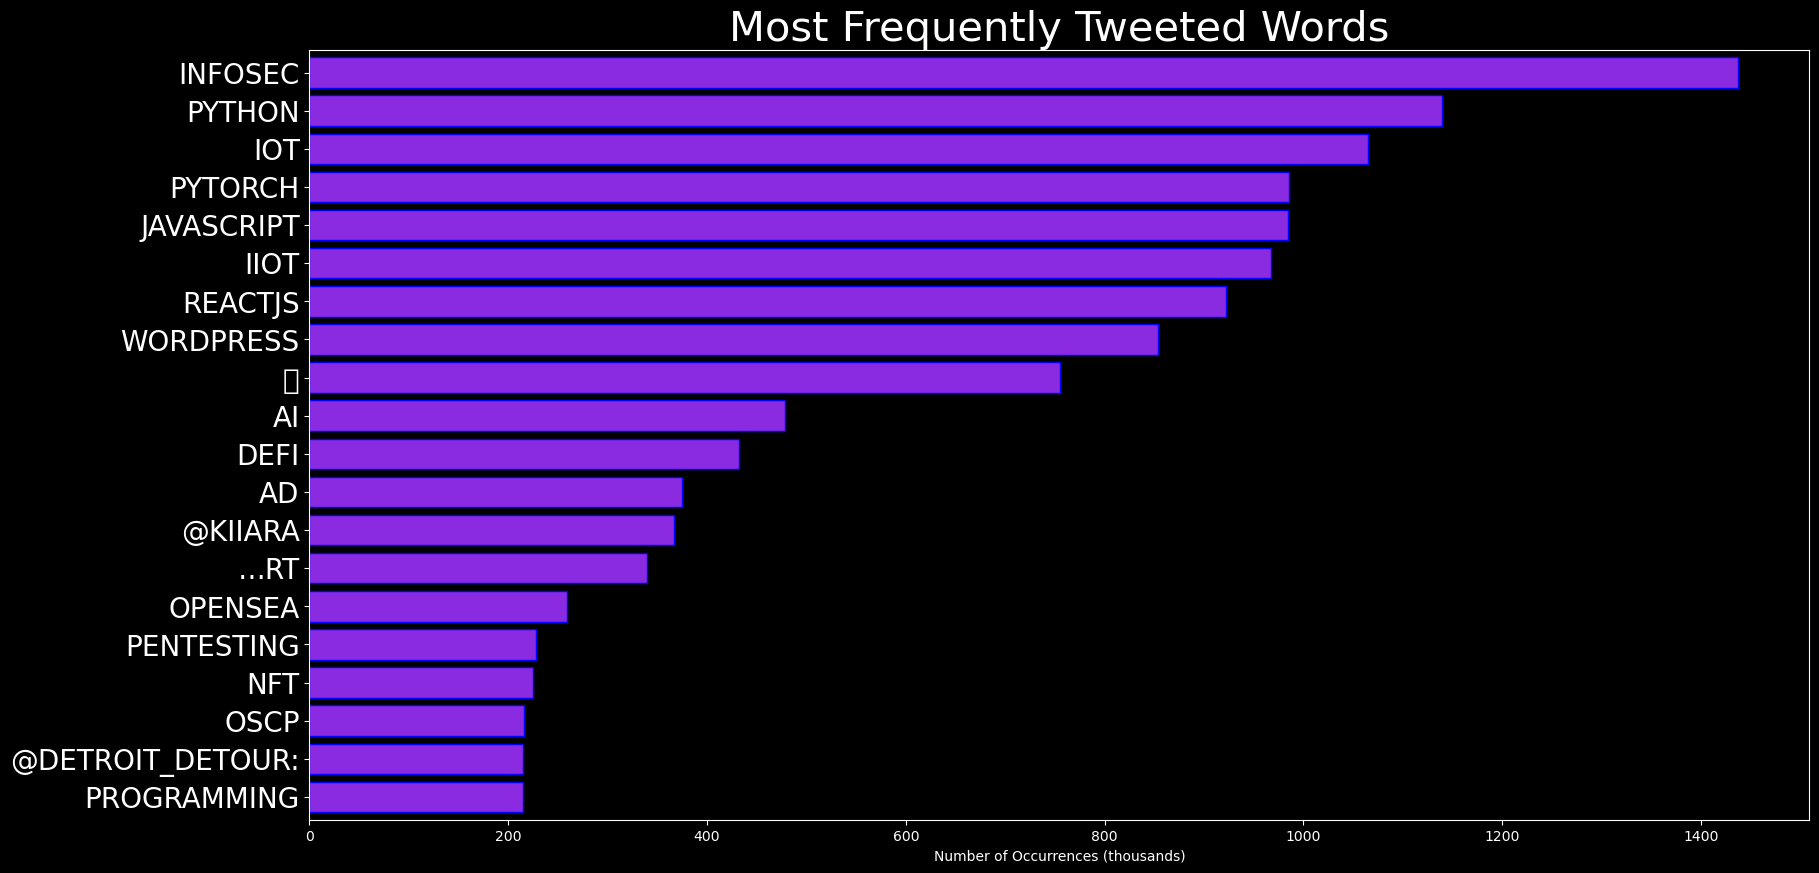 Most Frequently Tweeted Words
INFOSEC
PYTHON
IOT
PYTORCH
JAVASCRIPT
IIOT
REACTJS
WORDPRESS
AI
DEFI
AD
@KIIARA
…RT
OPENSEA
PENTESTING
NFT
OSCP
@DETROIT_DETOUR:
PROGRAMMING
0 200 400 600 800 1000 1200 1400
Number of Occurrences (thousands)